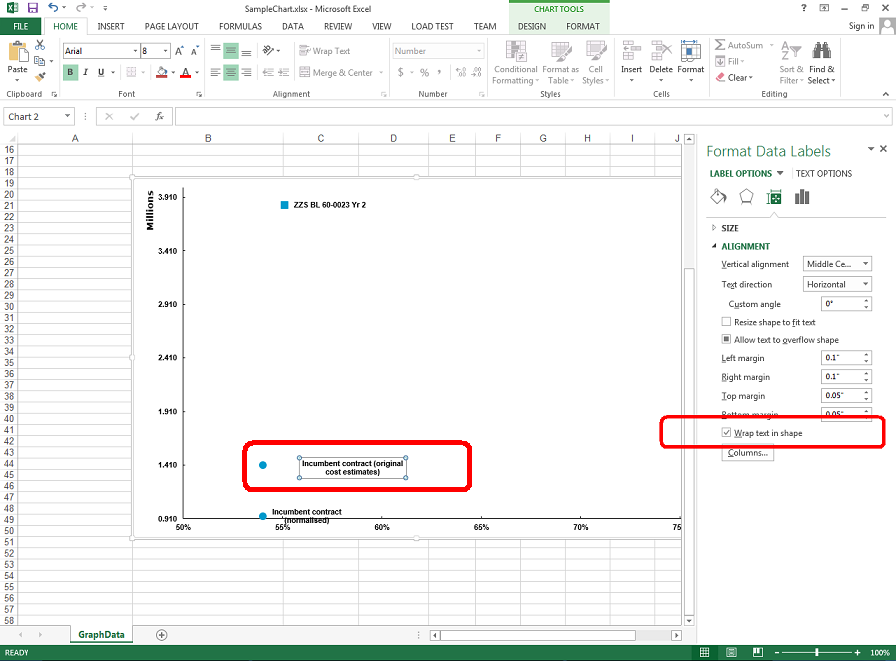 SampleChart.xlsx - Microsoft Excel
CHART TOOLS
?
FILE HOME INSERT PAGE LAYOUT FORMULAS DATA REVIEW VIEW LOAD TEST TEAM DESIGN FORMAT Sign in
Paste
Arial 8
Wrap Text
Number
Conditional Formatting
Format as Table
Cell Styles
Insert Delete Format
AutoSum
Fill
Clear
Sort & Filter
Find & Select
B I U A
Merge & Center
$ % ,
Clipboard Font Alignment Number Styles Cells Editing
Chart 2
fx
A B C D E F G H I J
16
17
18
19
20
21
22
23
24
25
26
27
28
29
30
31
32
33
34
35
36
37
38
39
40
41
42
43
44
45
46
47
48
49
50
51
52
53
54
55
56
57
58
Millions
3.910
3.410
2.910
2.410
1.910
1.410
0.910
ZZS BL 60-0023 Yr 2
Incumbent contract (original
cost estimates)
Incumbent contract
(normalised)
50% 55% 60% 65% 70% 75
Format Data Labels
LABEL OPTIONS TEXT OPTIONS
SIZE
ALIGNMENT
Vertical alignment Middle Ce...
Text direction Horizontal
Custom angle 0°
Resize shape to fit text
Allow text to overflow shape
Left margin 0.1"
Right margin 0.1"
Top margin 0.05"
Bottom margin 0.05"
Wrap text in shape
Columns...
GraphData
READY
100%